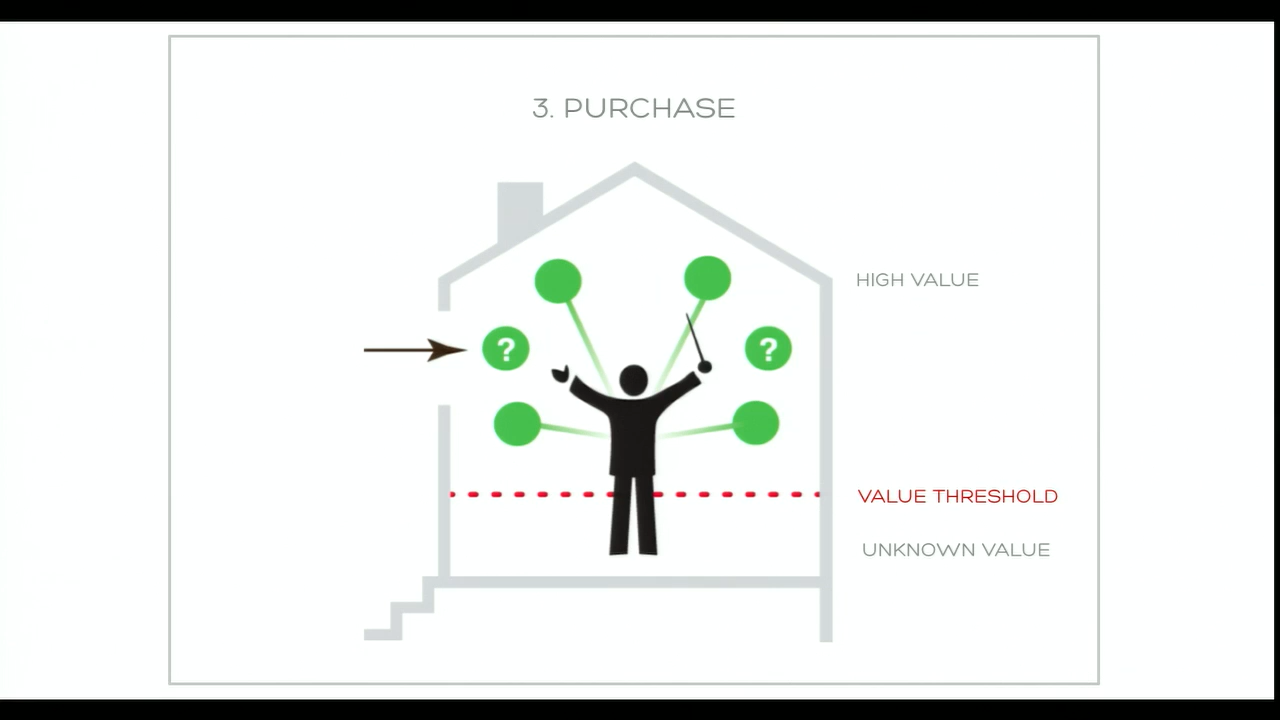 3. PURCHASE
HIGH VALUE
?
?
VALUE THRESHOLD
UNKNOWN VALUE